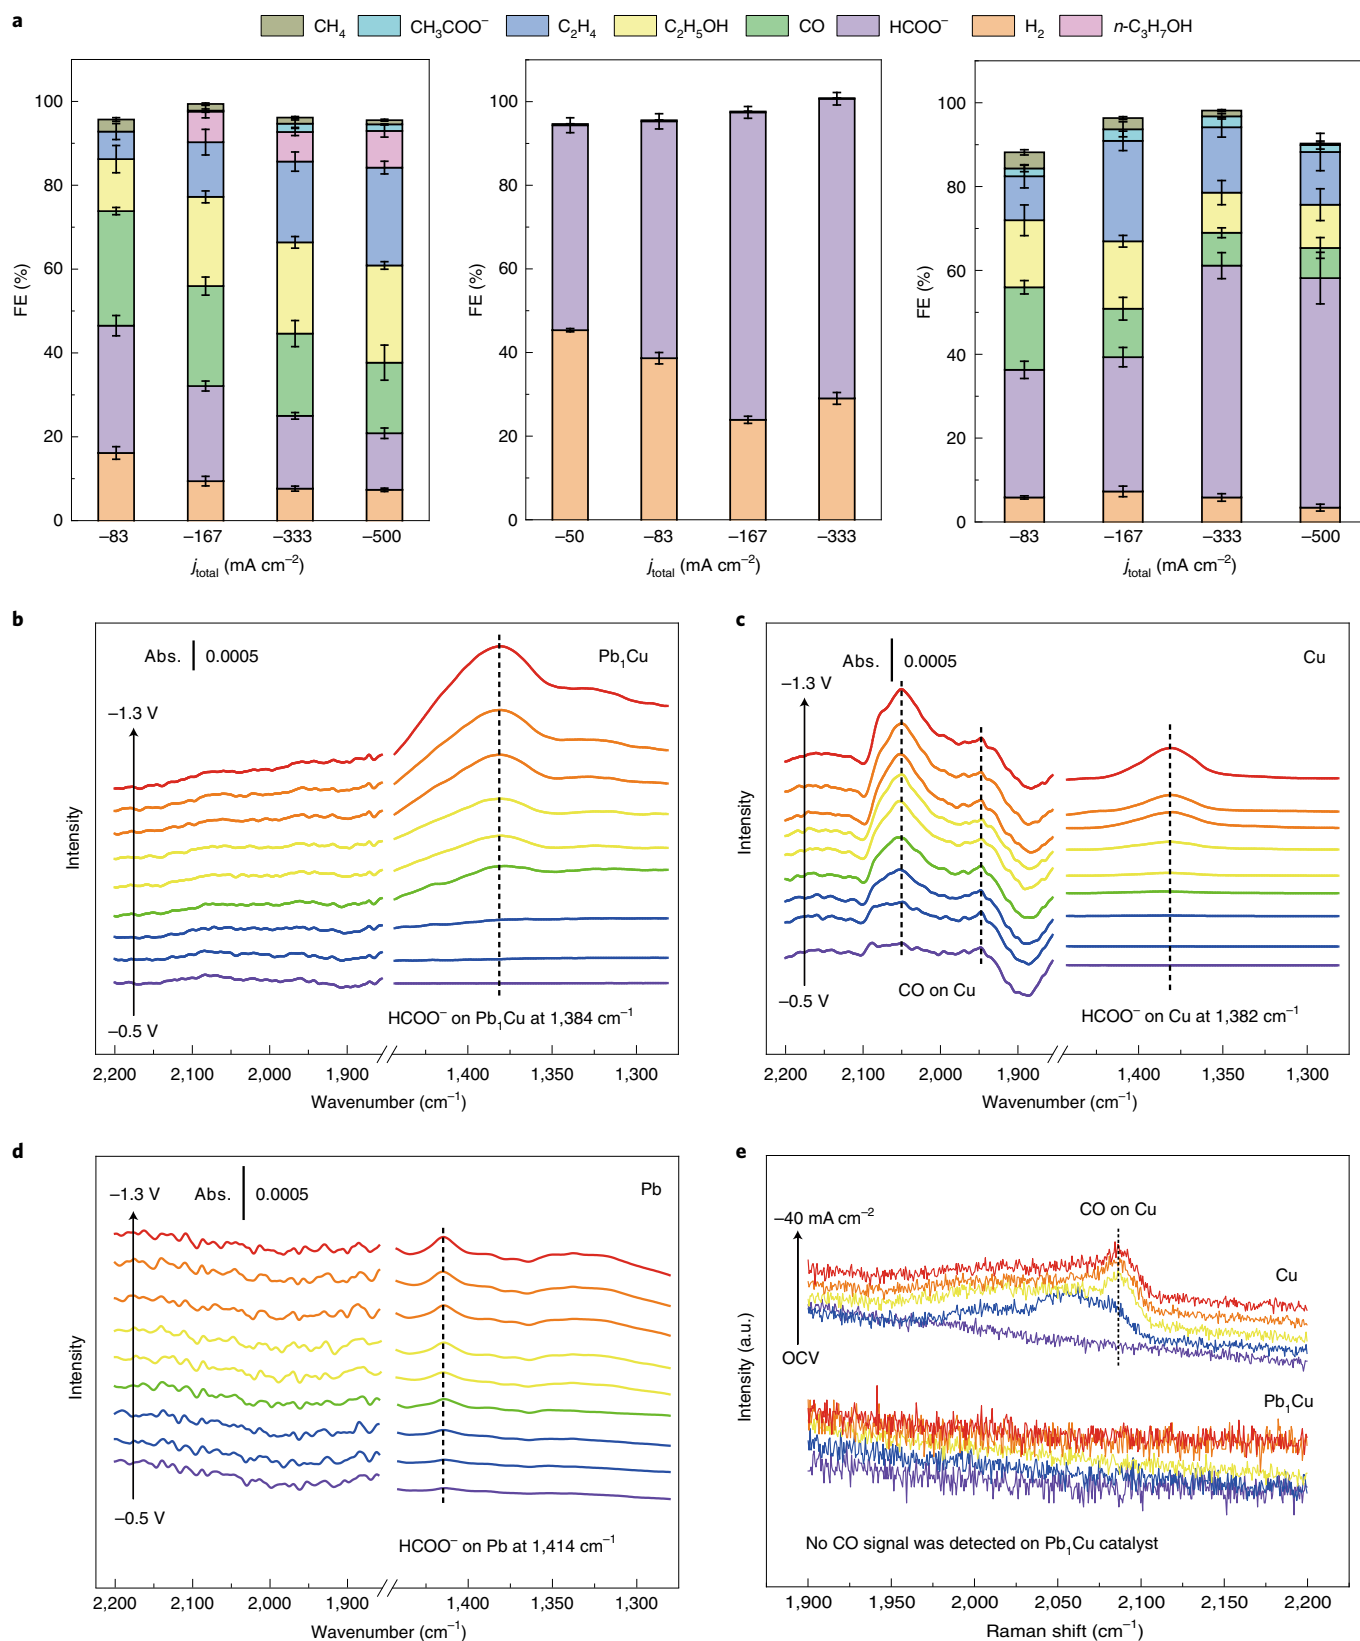 a
CH₄ CH₃COO⁻ C₂H₄ C₂H₅OH CO HCOO⁻ H₂ n-C₃H₇OH
100
80
60
40
20
0
FE (%)
–83 –167 –333 –500
j_total (mA cm⁻²)
100
80
60
40
20
0
FE (%)
–50 –83 –167 –333
j_total (mA cm⁻²)
100
80
60
40
20
0
FE (%)
–83 –167 –333 –500
j_total (mA cm⁻²)
b
Abs. 0.0005
Pb₁Cu
–1.3 V
–0.5 V
Intensity
HCOO⁻ on Pb₁Cu at 1,384 cm⁻¹
2,200 2,100 2,000 1,900 1,400 1,350 1,300
Wavenumber (cm⁻¹)
c
Abs. 0.0005
Cu
–1.3 V
–0.5 V
Intensity
CO on Cu
HCOO⁻ on Cu at 1,382 cm⁻¹
2,200 2,100 2,000 1,900 1,400 1,350 1,300
Wavenumber (cm⁻¹)
d
–1.3 V
Abs. 0.0005
Pb
–0.5 V
Intensity
HCOO⁻ on Pb at 1,414 cm⁻¹
2,200 2,100 2,000 1,900 1,400 1,350 1,300
Wavenumber (cm⁻¹)
e
–40 mA cm⁻²
CO on Cu
Cu
OCV
Intensity (a.u.)
Pb₁Cu
No CO signal was detected on Pb₁Cu catalyst
1,900 1,950 2,000 2,050 2,100 2,150 2,200
Raman shift (cm⁻¹)